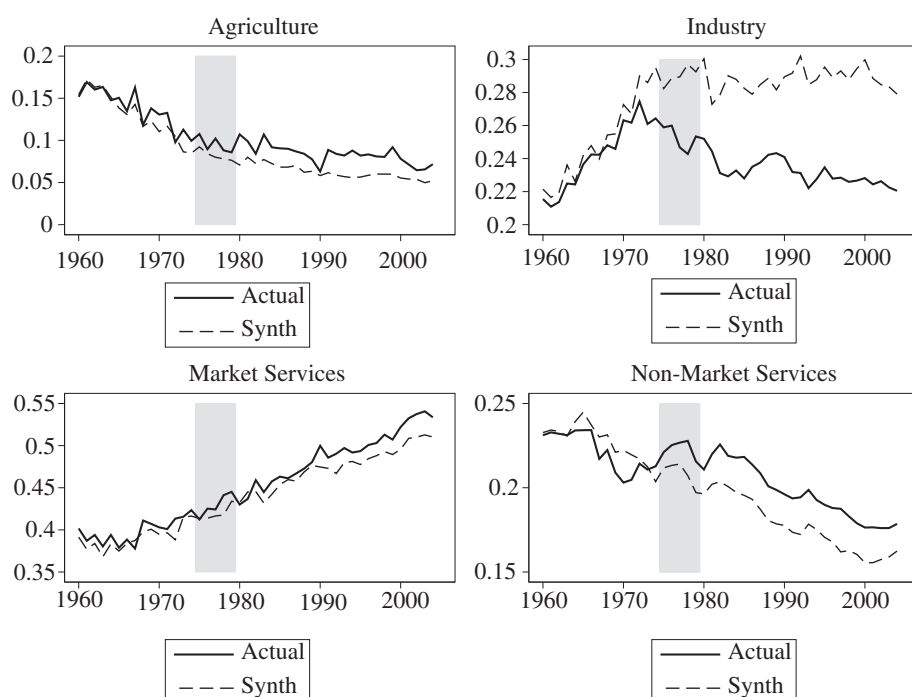 Agriculture
0.2
0.15
0.1
0.05
0
1960 1970 1980 1990 2000
Actual
Synth
Industry
0.3
0.28
0.26
0.24
0.22
0.2
1960 1970 1980 1990 2000
Actual
Synth
Market Services
0.55
0.5
0.45
0.4
0.35
1960 1970 1980 1990 2000
Actual
Synth
Non-Market Services
0.25
0.2
0.15
1960 1970 1980 1990 2000
Actual
Synth